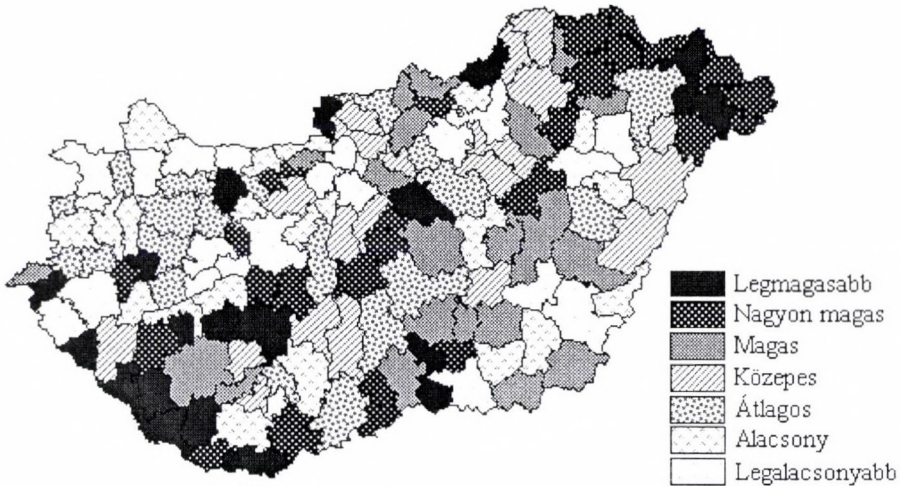 Legmagasabb
Nagyon magas
Magas
Közepes
Átlagos
Alacsony
Legalacsonyabb